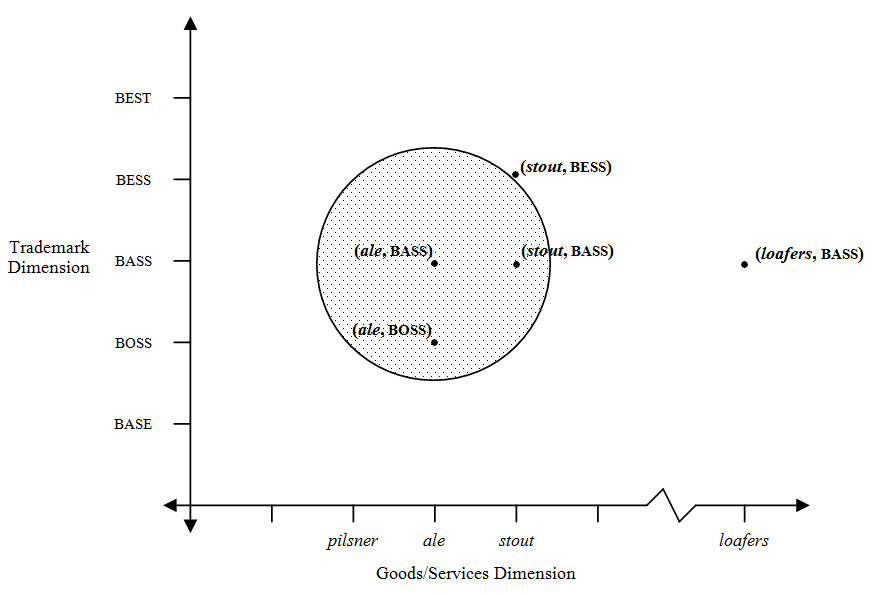 BEST
(stout, BESS)
BESS
Trademark
Dimension
BASS
(ale, BASS)
(stout, BASS)
(loafers, BASS)
(ale, BOSS)
BOSS
BASE
pilsner
ale
stout
loafers
Goods/Services Dimension